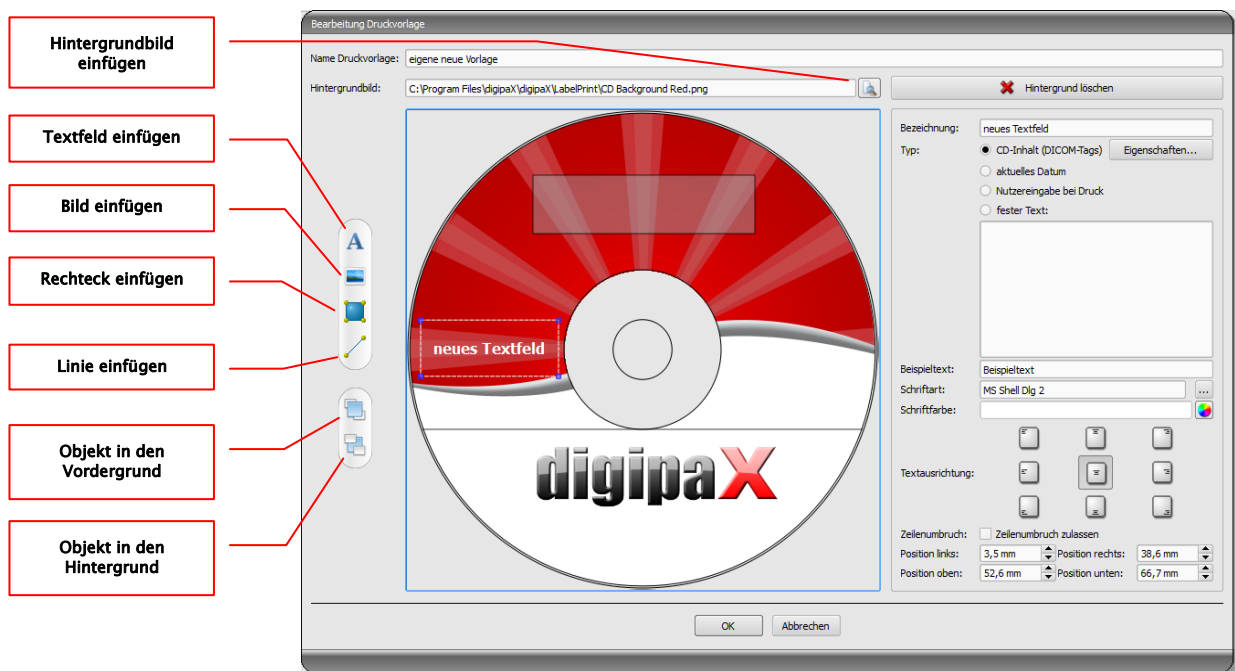 Hintergrundbild
einfügen
Textfeld einfügen
Bild einfügen
Rechteck einfügen
Linie einfügen
Objekt in den
Vordergrund
Objekt in den
Hintergrund
Bearbeitung Druckvorlage
Name Druckvorlage: eigene neue Vorlage
Hintergrundbild: C:\Program Files\digipaX\digipaX\LabelPrint\CD Background Red.png
Hintergrund löschen
A
neues Textfeld
digipaX
Bezeichnung: neues Textfeld
Typ: CD-Inhalt (DICOM-Tags) Eigenschaften...
aktuelles Datum
Nutzereingabe bei Druck
fester Text:
Beispieltext: Beispieltext
Schriftart: MS Shell Dlg 2 ...
Schriftfarbe:
Textausrichtung:
Zeilenumbruch: Zeilenumbruch zulassen
Position links: 3,5 mm Position rechts: 38,6 mm
Position oben: 52,6 mm Position unten: 66,7 mm
OK Abbrechen